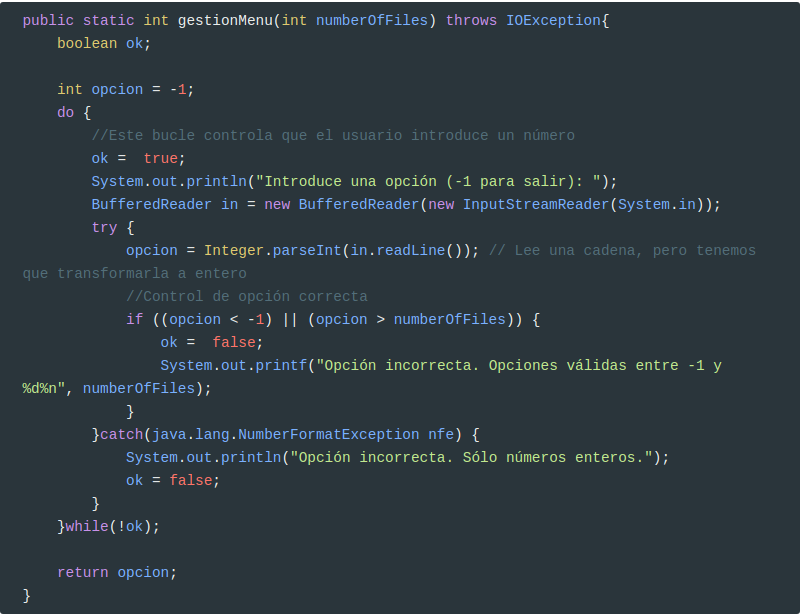 public static int gestionMenu(int numberOfFiles) throws IOException{
    boolean ok;

    int opcion = -1;
    do {
        //Este bucle controla que el usuario introduce un número
        ok =  true;
        System.out.println("Introduce una opción (-1 para salir): ");
        BufferedReader in = new BufferedReader(new InputStreamReader(System.in));
        try {
            opcion = Integer.parseInt(in.readLine()); // Lee una cadena, pero tenemos
que transformarla a entero
            //Control de opción correcta
            if ((opcion < -1) || (opcion > numberOfFiles)) {
                ok =  false;
                System.out.printf("Opción incorrecta. Opciones válidas entre -1 y
%d%n", numberOfFiles);
            }
        }catch(java.lang.NumberFormatException nfe) {
            System.out.println("Opción incorrecta. Sólo números enteros.");
            ok = false;
        }
    }while(!ok);

    return opcion;
}